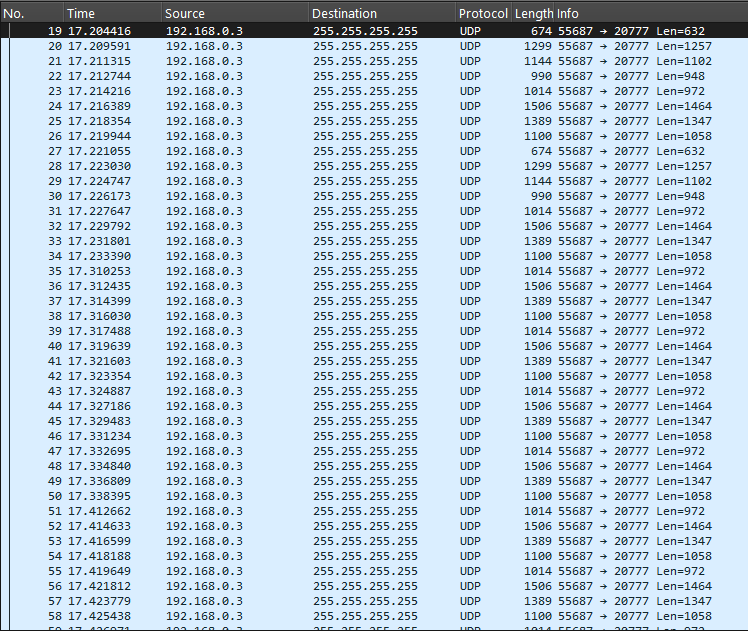 No. Time Source Destination Protocol Length Info
19 17.204416 192.168.0.3 255.255.255.255 UDP 674 55687 → 20777 Len=632
20 17.209591 192.168.0.3 255.255.255.255 UDP 1299 55687 → 20777 Len=1257
21 17.211315 192.168.0.3 255.255.255.255 UDP 1144 55687 → 20777 Len=1102
22 17.212744 192.168.0.3 255.255.255.255 UDP 990 55687 → 20777 Len=948
23 17.214216 192.168.0.3 255.255.255.255 UDP 1014 55687 → 20777 Len=972
24 17.216389 192.168.0.3 255.255.255.255 UDP 1506 55687 → 20777 Len=1464
25 17.218354 192.168.0.3 255.255.255.255 UDP 1389 55687 → 20777 Len=1347
26 17.219944 192.168.0.3 255.255.255.255 UDP 1100 55687 → 20777 Len=1058
27 17.221055 192.168.0.3 255.255.255.255 UDP 674 55687 → 20777 Len=632
28 17.223030 192.168.0.3 255.255.255.255 UDP 1299 55687 → 20777 Len=1257
29 17.224747 192.168.0.3 255.255.255.255 UDP 1144 55687 → 20777 Len=1102
30 17.226173 192.168.0.3 255.255.255.255 UDP 990 55687 → 20777 Len=948
31 17.227647 192.168.0.3 255.255.255.255 UDP 1014 55687 → 20777 Len=972
32 17.229792 192.168.0.3 255.255.255.255 UDP 1506 55687 → 20777 Len=1464
33 17.231801 192.168.0.3 255.255.255.255 UDP 1389 55687 → 20777 Len=1347
34 17.233390 192.168.0.3 255.255.255.255 UDP 1100 55687 → 20777 Len=1058
35 17.310253 192.168.0.3 255.255.255.255 UDP 1014 55687 → 20777 Len=972
36 17.312435 192.168.0.3 255.255.255.255 UDP 1506 55687 → 20777 Len=1464
37 17.314399 192.168.0.3 255.255.255.255 UDP 1389 55687 → 20777 Len=1347
38 17.316030 192.168.0.3 255.255.255.255 UDP 1100 55687 → 20777 Len=1058
39 17.317488 192.168.0.3 255.255.255.255 UDP 1014 55687 → 20777 Len=972
40 17.319639 192.168.0.3 255.255.255.255 UDP 1506 55687 → 20777 Len=1464
41 17.321603 192.168.0.3 255.255.255.255 UDP 1389 55687 → 20777 Len=1347
42 17.323354 192.168.0.3 255.255.255.255 UDP 1100 55687 → 20777 Len=1058
43 17.324887 192.168.0.3 255.255.255.255 UDP 1014 55687 → 20777 Len=972
44 17.327186 192.168.0.3 255.255.255.255 UDP 1506 55687 → 20777 Len=1464
45 17.329483 192.168.0.3 255.255.255.255 UDP 1389 55687 → 20777 Len=1347
46 17.331234 192.168.0.3 255.255.255.255 UDP 1100 55687 → 20777 Len=1058
47 17.332695 192.168.0.3 255.255.255.255 UDP 1014 55687 → 20777 Len=972
48 17.334840 192.168.0.3 255.255.255.255 UDP 1506 55687 → 20777 Len=1464
49 17.336809 192.168.0.3 255.255.255.255 UDP 1389 55687 → 20777 Len=1347
50 17.338395 192.168.0.3 255.255.255.255 UDP 1100 55687 → 20777 Len=1058
51 17.412662 192.168.0.3 255.255.255.255 UDP 1014 55687 → 20777 Len=972
52 17.414633 192.168.0.3 255.255.255.255 UDP 1506 55687 → 20777 Len=1464
53 17.416599 192.168.0.3 255.255.255.255 UDP 1389 55687 → 20777 Len=1347
54 17.418188 192.168.0.3 255.255.255.255 UDP 1100 55687 → 20777 Len=1058
55 17.419649 192.168.0.3 255.255.255.255 UDP 1014 55687 → 20777 Len=972
56 17.421812 192.168.0.3 255.255.255.255 UDP 1506 55687 → 20777 Len=1464
57 17.423779 192.168.0.3 255.255.255.255 UDP 1389 55687 → 20777 Len=1347
58 17.425438 192.168.0.3 255.255.255.255 UDP 1100 55687 → 20777 Len=1058